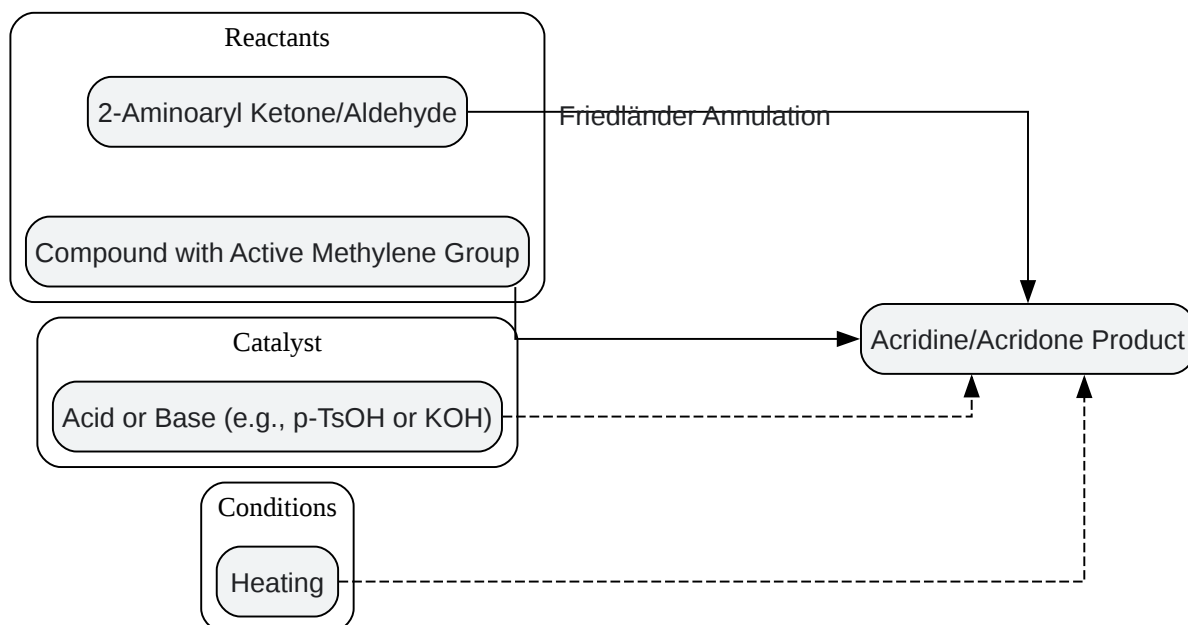 Reactants
2-Aminoaryl Ketone/Aldehyde
Friedländer Annulation
Compound with Active Methylene Group
Acridine/Acridone Product
Catalyst
Acid or Base (e.g., p-TsOH or KOH)
Conditions
Heating